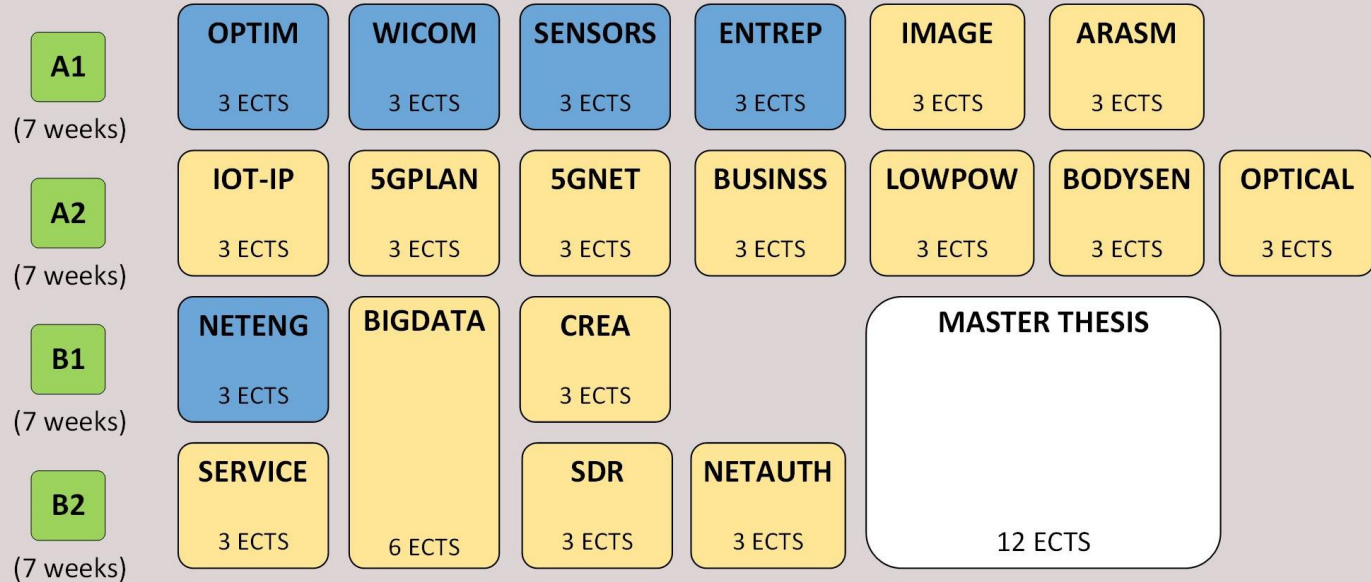 A1
(7 weeks)
OPTIM
3 ECTS
WICOM
3 ECTS
SENSORS
3 ECTS
ENTREP
3 ECTS
IMAGE
3 ECTS
ARASM
3 ECTS
A2
(7 weeks)
IOT-IP
3 ECTS
5GPLAN
3 ECTS
5GNET
3 ECTS
BUSINSS
3 ECTS
LOWPOW
3 ECTS
BODYSEN
3 ECTS
OPTICAL
3 ECTS
B1
(7 weeks)
NETENG
3 ECTS
BIGDATA
6 ECTS
CREA
3 ECTS
MASTER THESIS
12 ECTS
B2
(7 weeks)
SERVICE
3 ECTS
SDR
3 ECTS
NETAUTH
3 ECTS